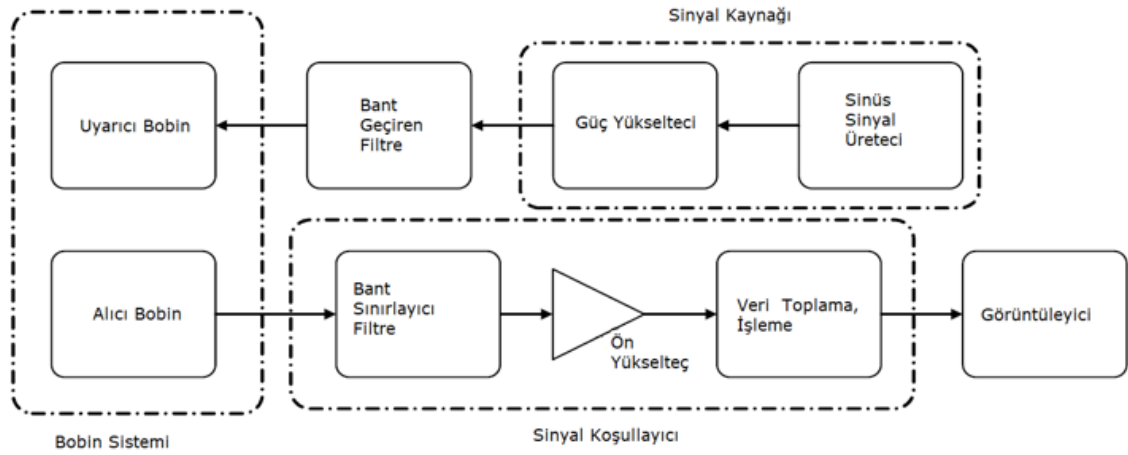 Sinyal Kaynağı
Uyarıcı Bobin
Bant
Geçiren
Filtre
Güç Yükselteci
Sinüs
Sinyal
Üreteci
Alıcı Bobin
Bant
Sınırlayıcı
Filtre
Ön
Yükselteç
Veri Toplama,
İşleme
Görüntüleyici
Bobin Sistemi
Sinyal Koşullayıcı